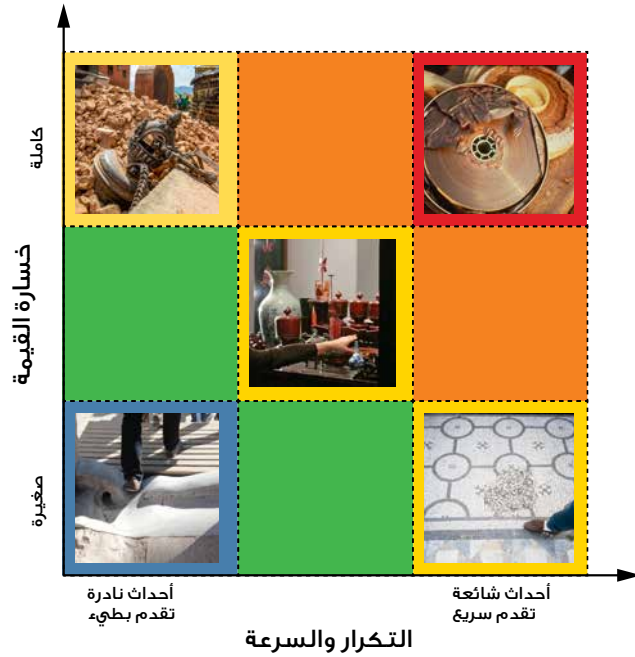 كاملة
خسارة القيمة
صغيرة
أحداث نادرة
تقدم بطيء
أحداث شائعة
تقدم سريع
التكرار والسرعة